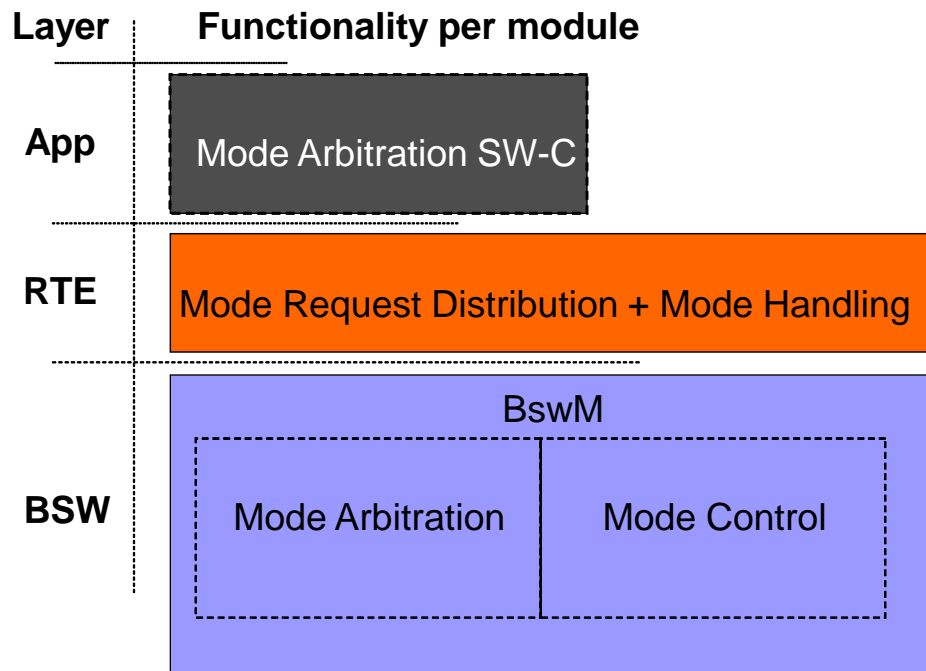 Layer Functionality per module
App
Mode Arbitration SW-C
RTE
Mode Request Distribution + Mode Handling
BswM
BSW
Mode Arbitration
Mode Control